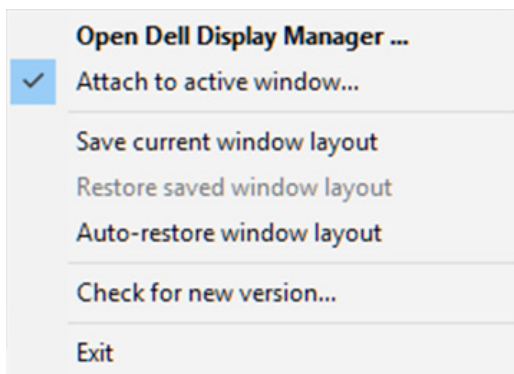 Open Dell Display Manager ...
Attach to active window...
Save current window layout
Restore saved window layout
Auto-restore window layout
Check for new version...
Exit